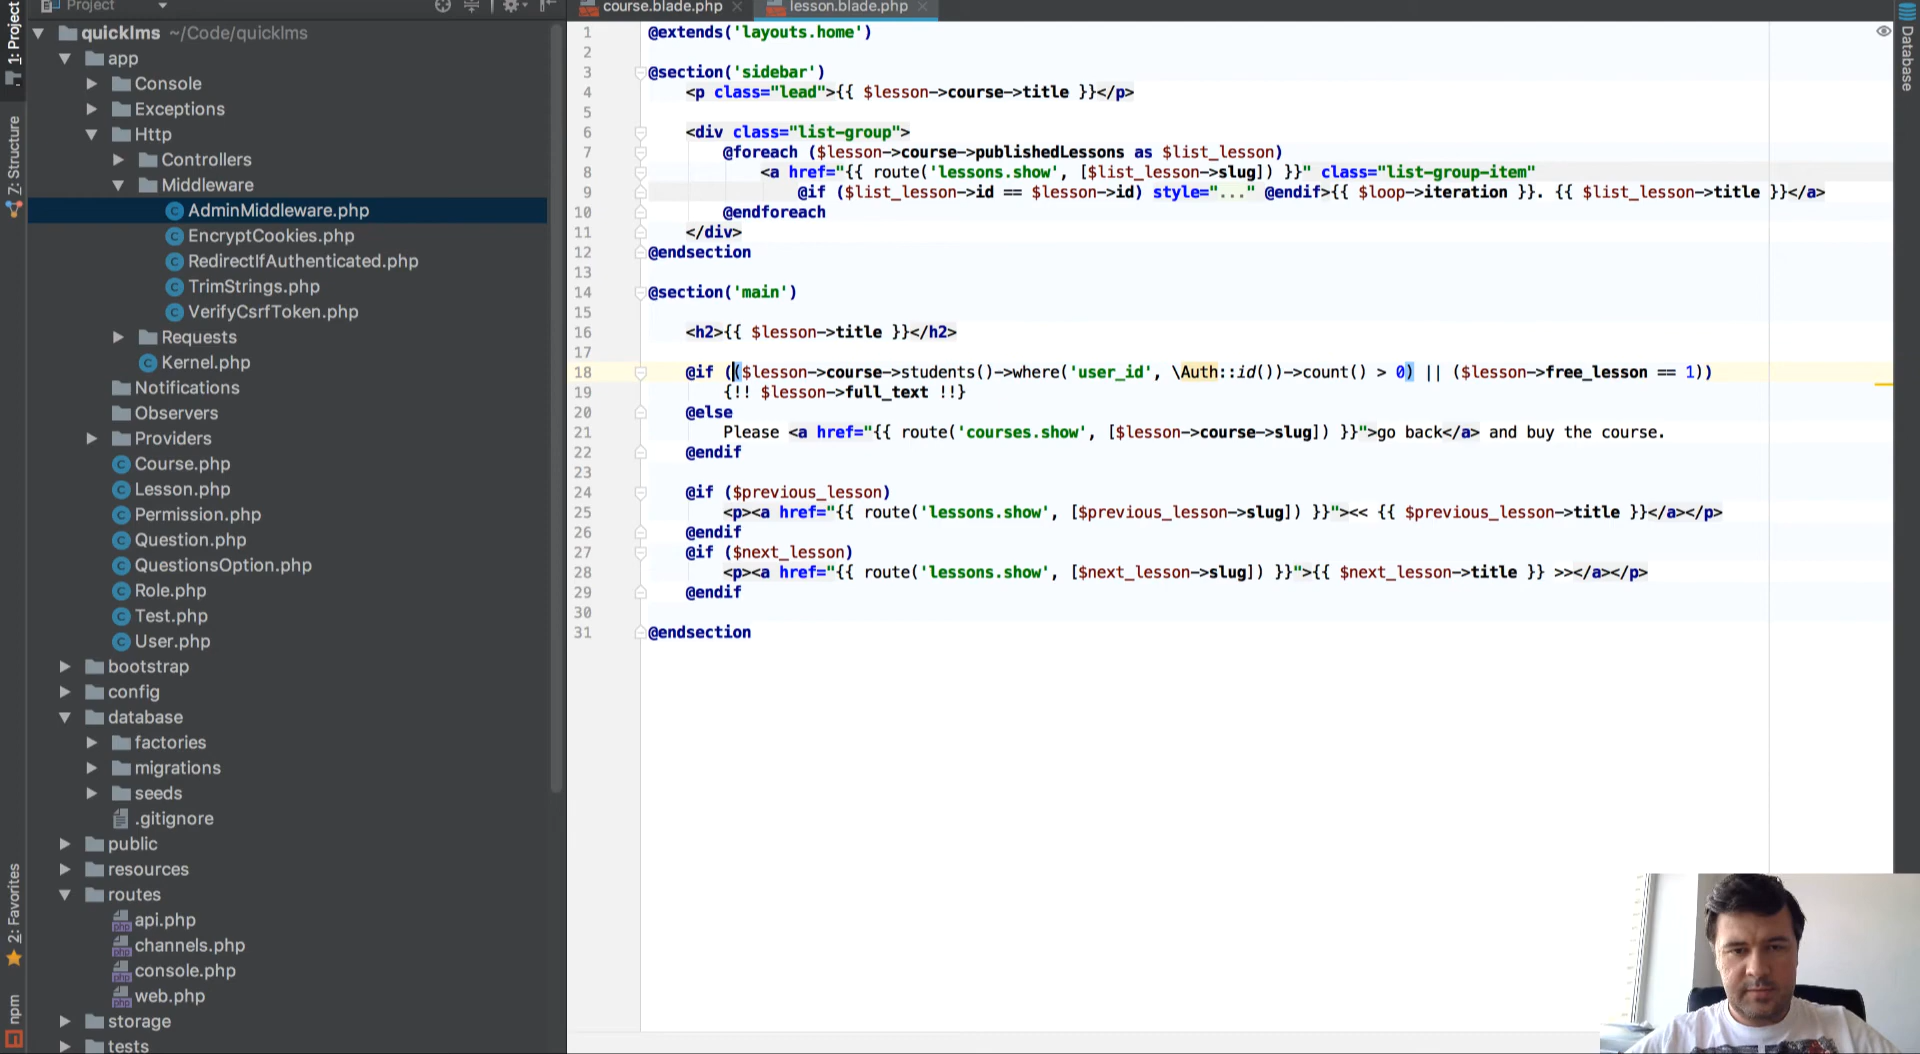 Project
course.blade.php
lesson.blade.php
1: Project
Z: Structure
2: Favorites
npm
Database
quicklms ~/Code/quicklms
app
Console
Exceptions
Http
Controllers
Middleware
AdminMiddleware.php
EncryptCookies.php
RedirectIfAuthenticated.php
TrimStrings.php
VerifyCsrfToken.php
Requests
Kernel.php
Notifications
Observers
Providers
Course.php
Lesson.php
Permission.php
Question.php
QuestionsOption.php
Role.php
Test.php
User.php
bootstrap
config
database
factories
migrations
seeds
.gitignore
public
resources
routes
api.php
channels.php
console.php
web.php
storage
tests
1 @extends('layouts.home')
2
3 @section('sidebar')
4 <p class="lead">{{ $lesson->course->title }}</p>
5
6 <div class="list-group">
7 @foreach ($lesson->course->publishedLessons as $list_lesson)
8 <a href="{{ route('lessons.show', [$list_lesson->slug]) }}" class="list-group-item"
9 @if ($list_lesson->id == $lesson->id) style="..." @endif>{{ $loop->iteration }}. {{ $list_lesson->title }}</a>
10 @endforeach
11 </div>
12 @endsection
13
14 @section('main')
15
16 <h2>{{ $lesson->title }}</h2>
17
18 @if (($lesson->course->students()->where('user_id', \Auth::id())->count() > 0) || ($lesson->free_lesson == 1))
19 {!! $lesson->full_text !!}
20 @else
21 Please <a href="{{ route('courses.show', [$lesson->course->slug]) }}">go back</a> and buy the course.
22 @endif
23
24 @if ($previous_lesson)
25 <p><a href="{{ route('lessons.show', [$previous_lesson->slug]) }}"><< {{ $previous_lesson->title }}</a></p>
26 @endif
27 @if ($next_lesson)
28 <p><a href="{{ route('lessons.show', [$next_lesson->slug]) }}">{{ $next_lesson->title }} >></a></p>
29 @endif
30
31 @endsection